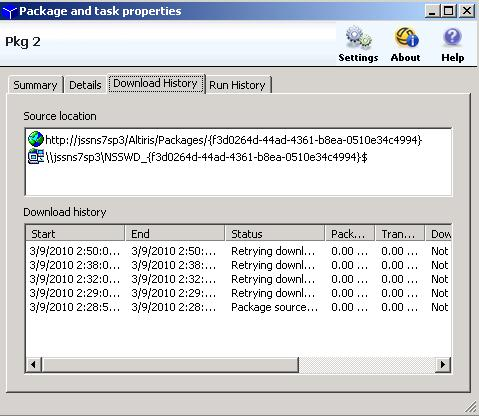 Package and task properties
Pkg 2
Settings About Help
Summary Details Download History Run History
Source location
http://jssns7sp3/Altiris/Packages/{f3d0264d-44ad-4361-b8ea-0510e34c4994}
\\jssns7sp3\NSSWD_{f3d0264d-44ad-4361-b8ea-0510e34c4994}$
Download history
Start End Status Pack... Tran... Dow
3/9/2010 2:50:0... 3/9/2010 2:50:... Retrying downl... 0.00 ... 0.00 ... Not
3/9/2010 2:38:0... 3/9/2010 2:38:... Retrying downl... 0.00 ... 0.00 ... Not
3/9/2010 2:32:0... 3/9/2010 2:32:... Retrying downl... 0.00 ... 0.00 ... Not
3/9/2010 2:29:0... 3/9/2010 2:29:... Retrying downl... 0.00 ... 0.00 ... Not
3/9/2010 2:28:5... 3/9/2010 2:28:... Package source... 0.00 ... 0.00 ... Not